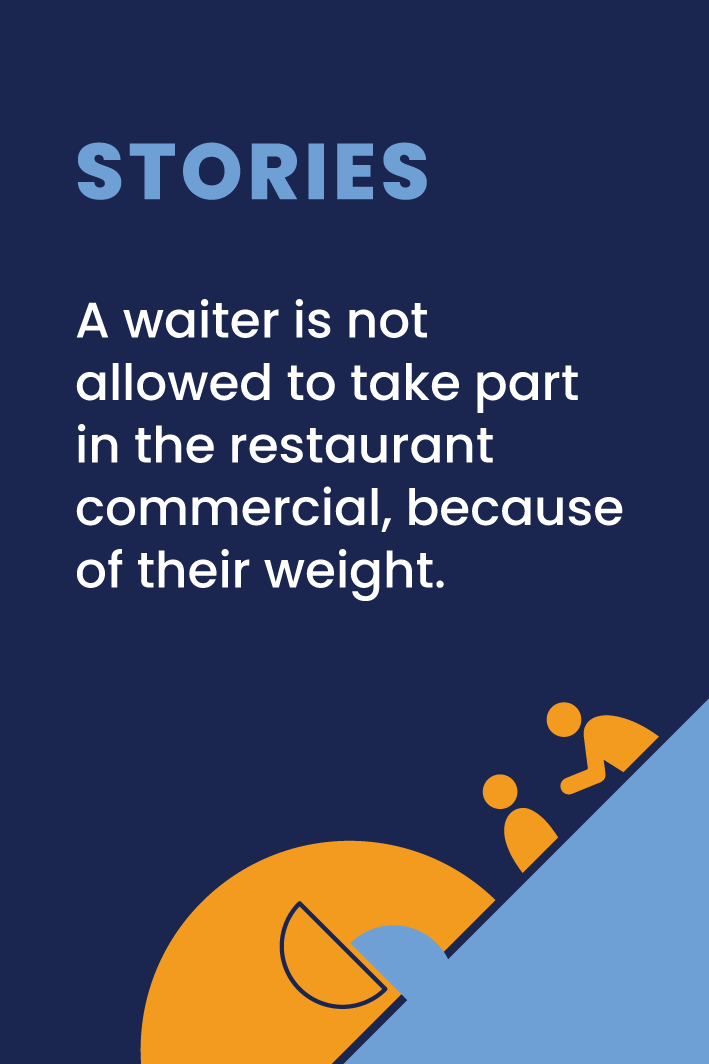 STORIES
A waiter is not
allowed to take part
in the restaurant
commercial, because
of their weight.